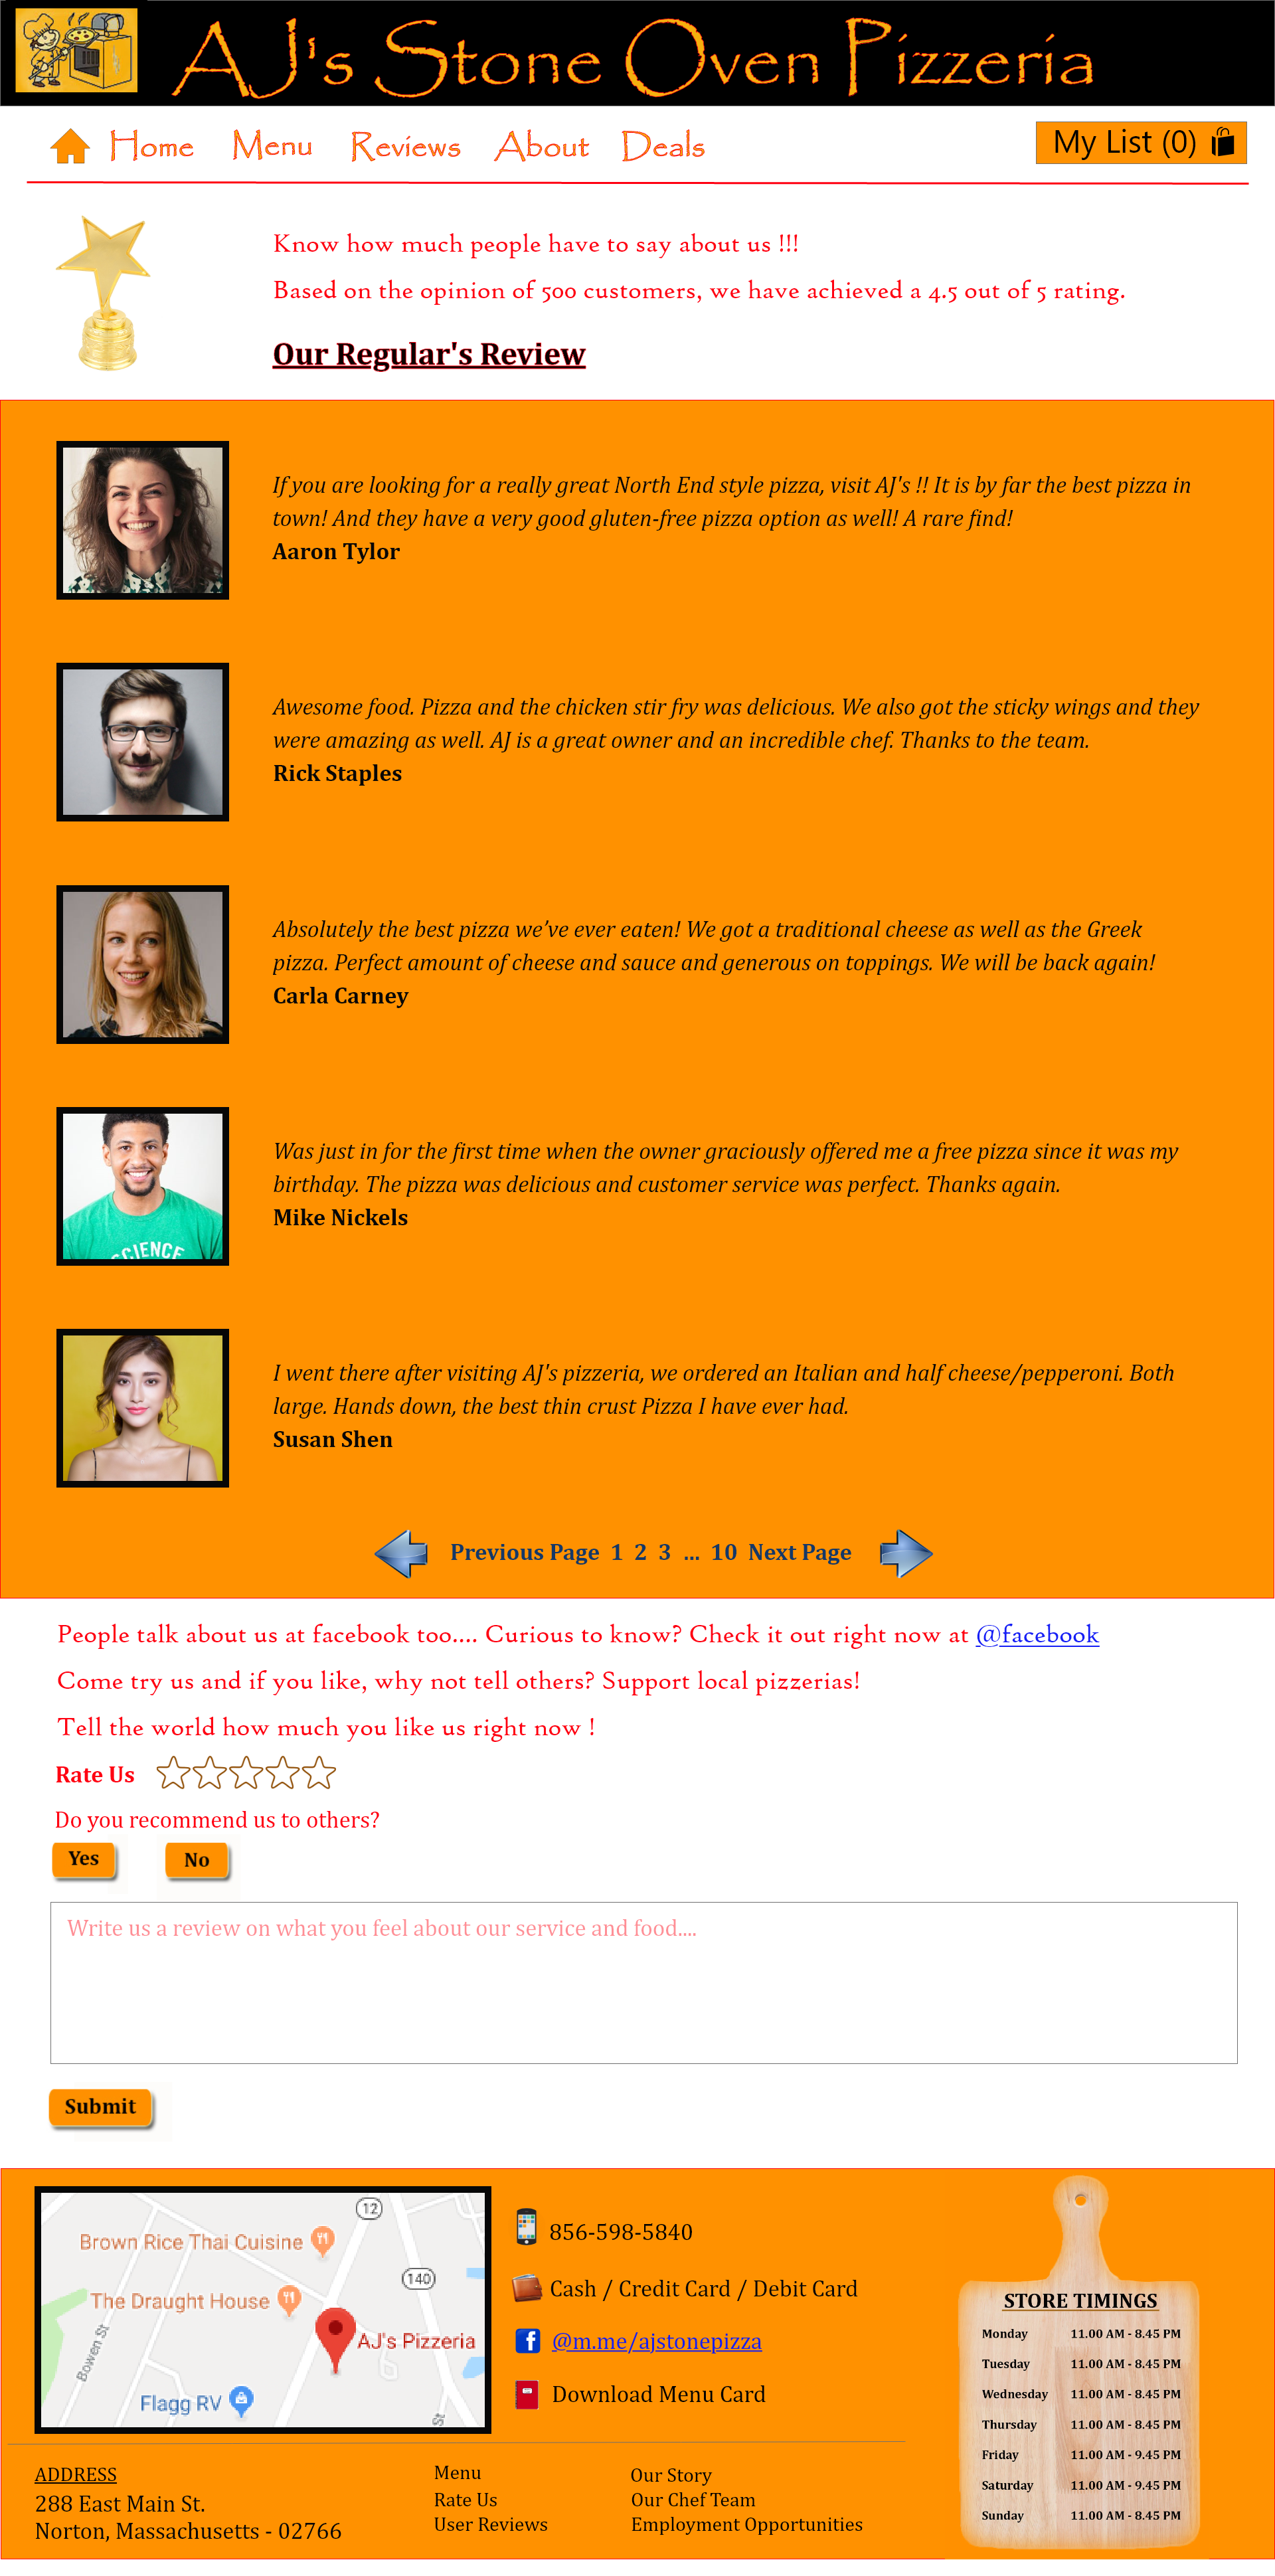 AJ's Stone Oven Pizzeria
Home Menu Reviews About Deals
My List (0)
Know how much people have to say about us !!!
Based on the opinion of 500 customers, we have achieved a 4.5 out of 5 rating.
Our Regular's Review
If you are looking for a really great North End style pizza, visit AJ's !! It is by far the best pizza in
town! And they have a very good gluten-free pizza option as well! A rare find!
Aaron Tylor
Awesome food. Pizza and the chicken stir fry was delicious. We also got the sticky wings and they
were amazing as well. AJ is a great owner and an incredible chef. Thanks to the team.
Rick Staples
Absolutely the best pizza we’ve ever eaten! We got a traditional cheese as well as the Greek
pizza. Perfect amount of cheese and sauce and generous on toppings. We will be back again!
Carla Carney
SCIENCE
Was just in for the first time when the owner graciously offered me a free pizza since it was my
birthday. The pizza was delicious and customer service was perfect. Thanks again.
Mike Nickels
I went there after visiting AJ's pizzeria, we ordered an Italian and half cheese/pepperoni. Both
large. Hands down, the best thin crust Pizza I have ever had.
Susan Shen
Previous Page 1 2 3 ... 10 Next Page
People talk about us at facebook too.... Curious to know? Check it out right now at @facebook
Come try us and if you like, why not tell others? Support local pizzerias!
Tell the world how much you like us right now !
Rate Us
Do you recommend us to others?
Yes No
Write us a review on what you feel about our service and food....
Submit
12
Brown Rice Thai Cuisine
140
The Draught House
AJ's Pizzeria
Bowen St
Flagg RV
St
856-598-5840
Cash / Credit Card / Debit Card
@m.me/ajstonepizza
Download Menu Card
STORE TIMINGS
Monday 11.00 AM - 8.45 PM
Tuesday 11.00 AM - 8.45 PM
Wednesday 11.00 AM - 8.45 PM
Thursday 11.00 AM - 8.45 PM
Friday 11.00 AM - 9.45 PM
Saturday 11.00 AM - 9.45 PM
Sunday 11.00 AM - 8.45 PM
ADDRESS
288 East Main St.
Norton, Massachusetts - 02766
Menu
Rate Us
User Reviews
Our Story
Our Chef Team
Employment Opportunities